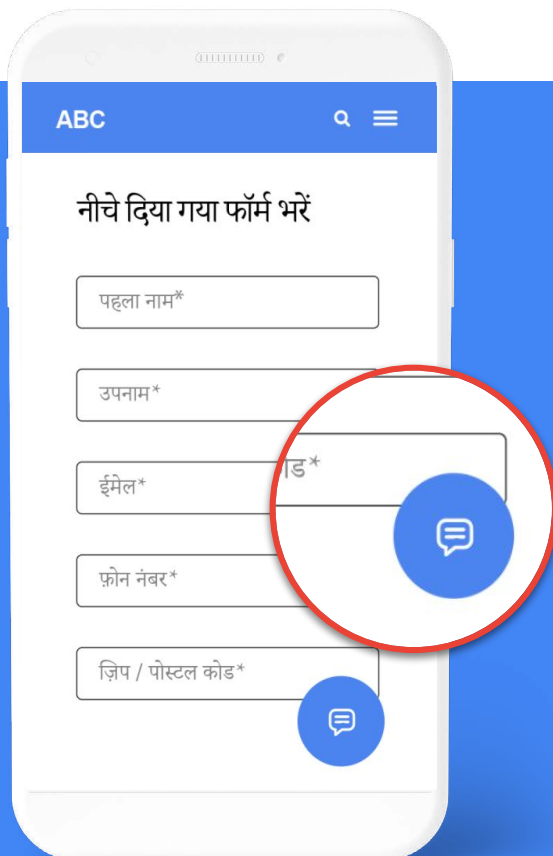 ABC
नीचे दिया गया फॉर्म भरें
पहला नाम*
उपनाम*
ईमेल*
ोड*
फ़ोन नंबर*
ज़िप / पोस्टल कोड*